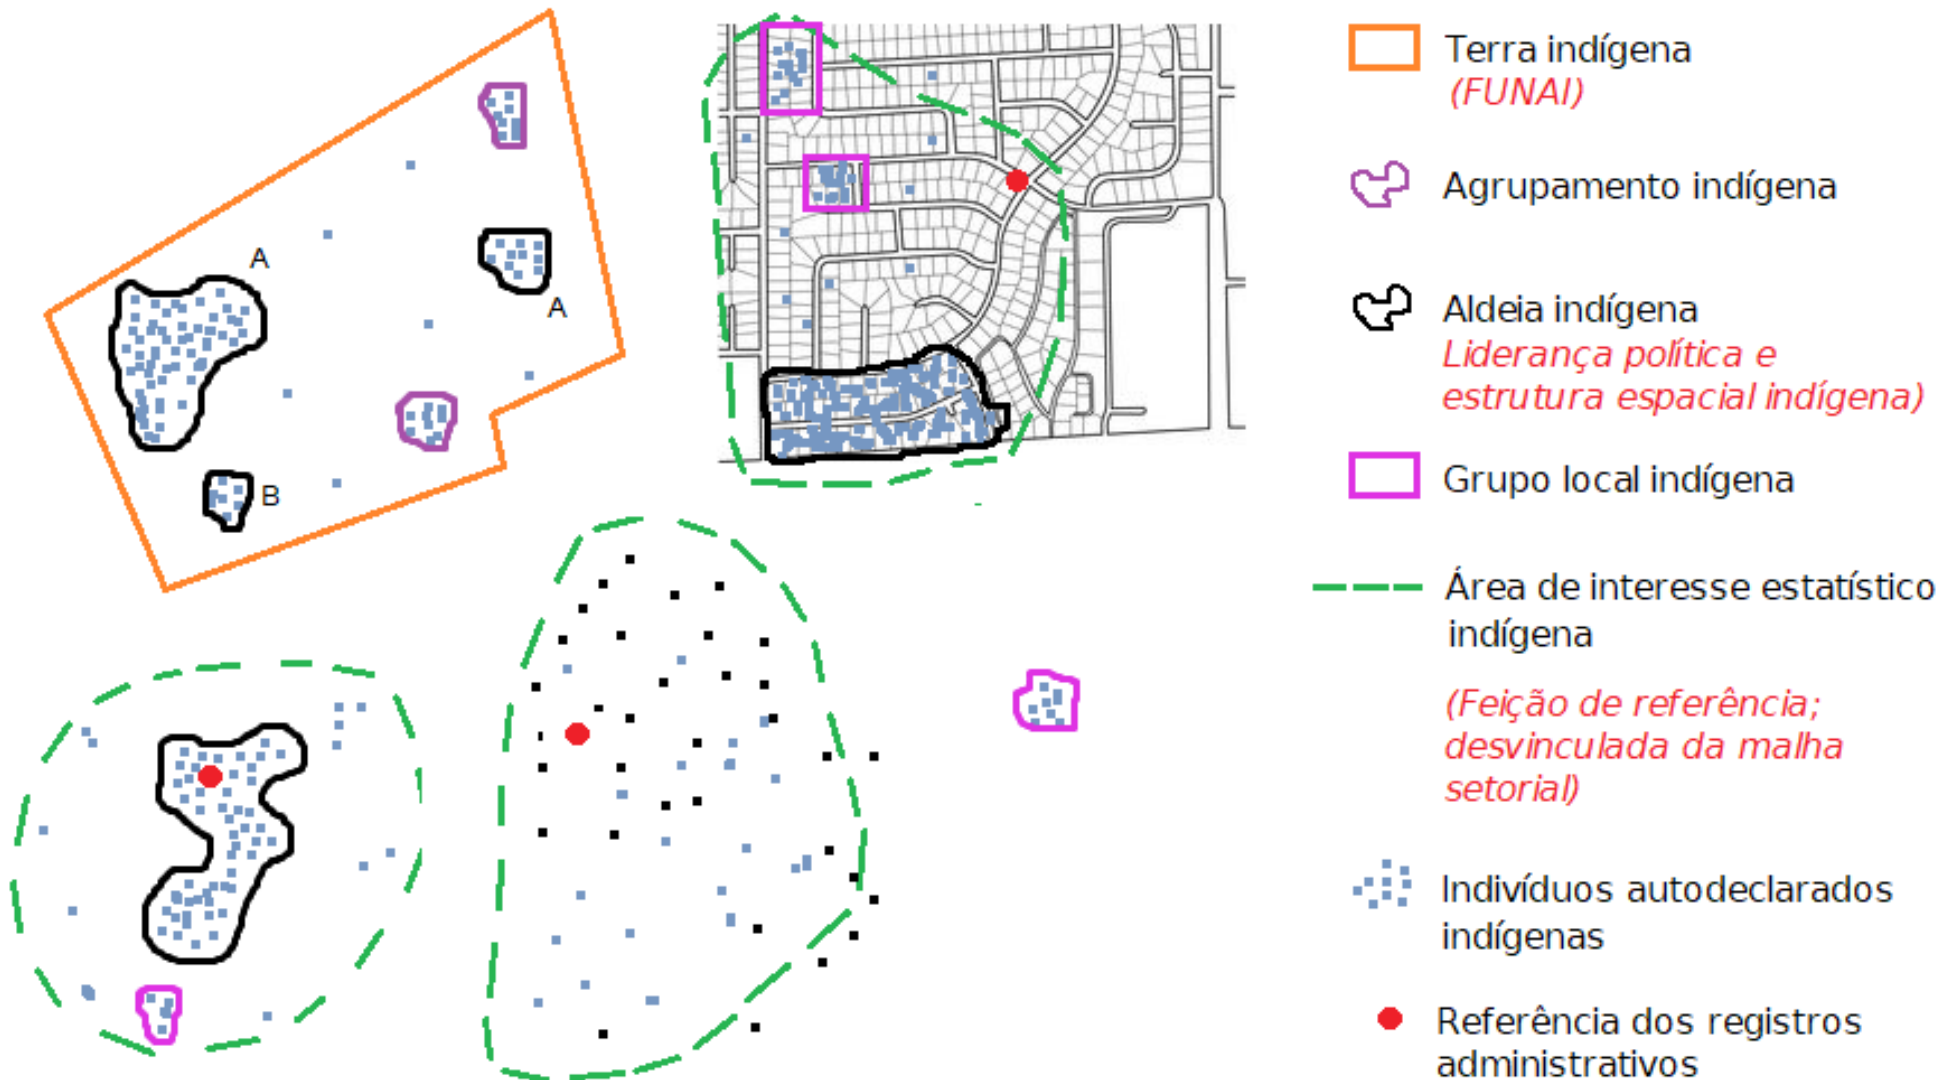 A
A
B
Terra indígena
(FUNAI)
Agrupamento indígena
Aldeia indígena
Liderança política e
estrutura espacial indígena)
Grupo local indígena
Área de interesse estatístico
indígena
(Feição de referência;
desvinculada da malha
setorial)
Indivíduos autodeclarados
indígenas
Referência dos registros
administrativos